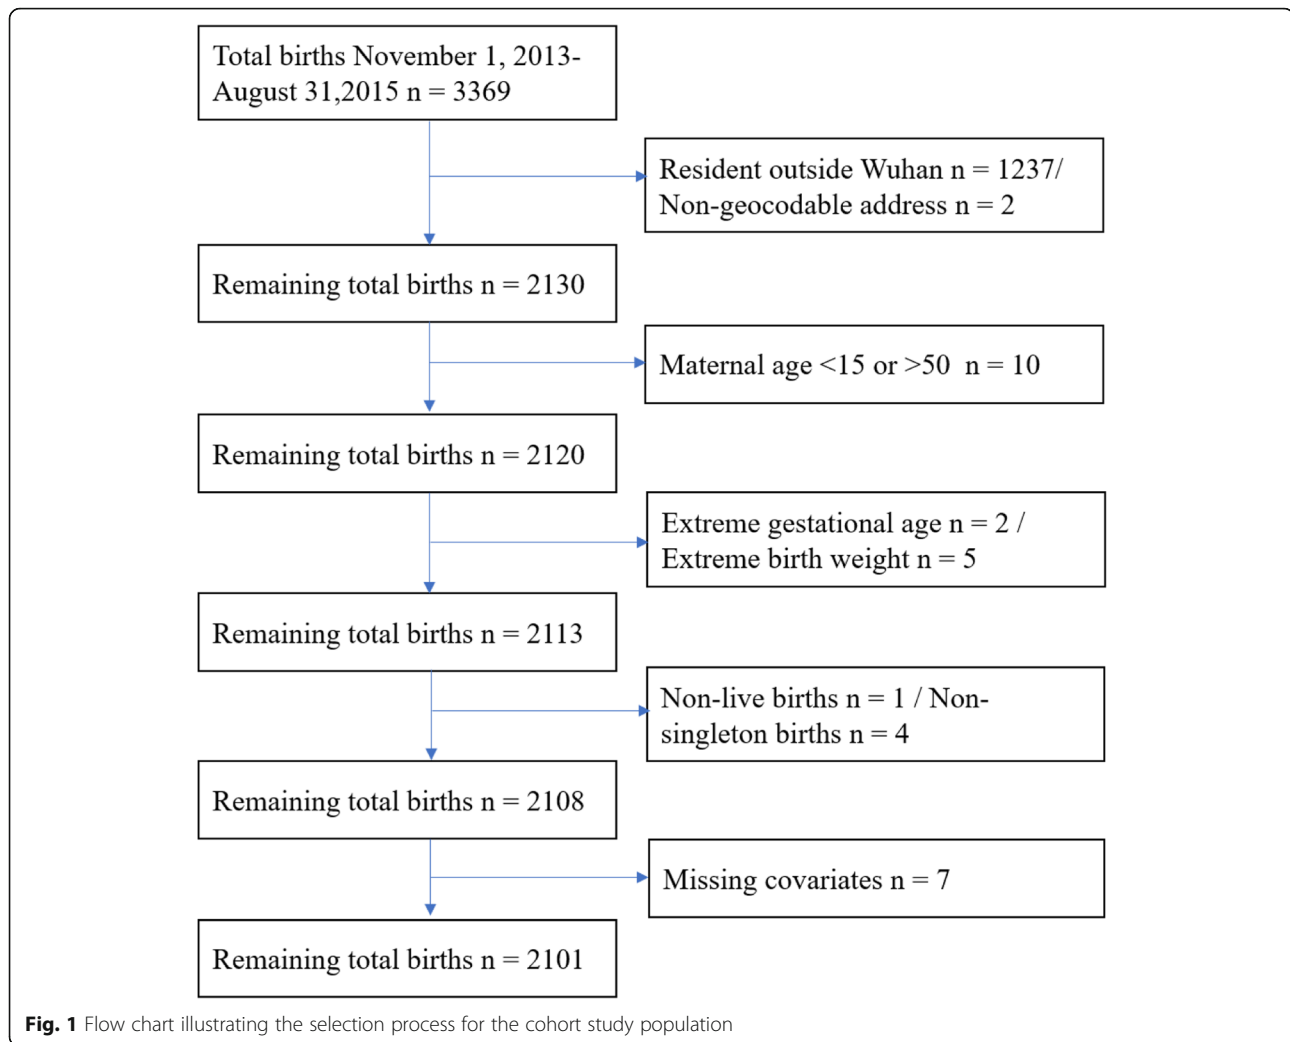 Total births November 1, 2013-
August 31,2015 n = 3369
Resident outside Wuhan n = 1237/
Non-geocodable address n = 2
Remaining total births n = 2130
Maternal age <15 or >50 n = 10
Remaining total births n = 2120
Extreme gestational age n = 2 /
Extreme birth weight n = 5
Remaining total births n = 2113
Non-live births n = 1 / Non-
singleton births n = 4
Remaining total births n = 2108
Missing covariates n = 7
Remaining total births n = 2101
Fig. 1 Flow chart illustrating the selection process for the cohort study population